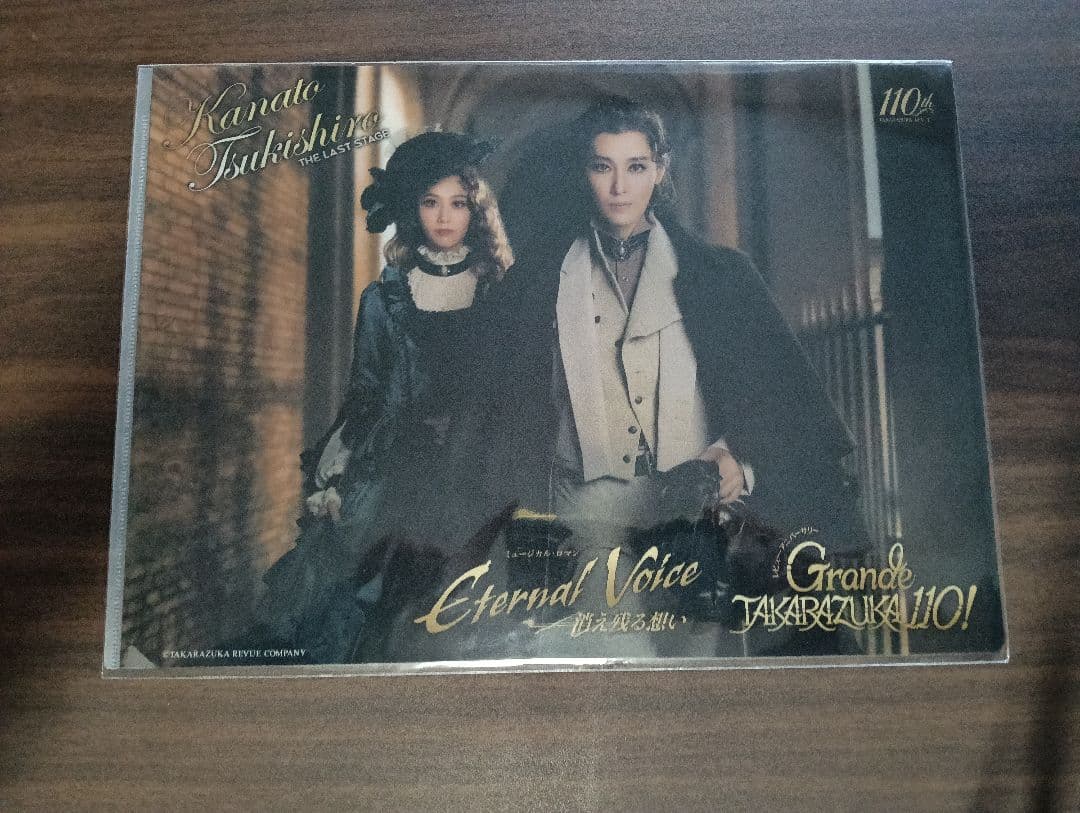 Kanato
Tsukishiro
THE LAST STAGE
110th
ミュージカル・ロマン
Eternal Voice
消え残る想い
レビュー・アニバーサリー
Grande
TAKARAZUKA 110!
©TAKARAZUKA REVUE COMPANY